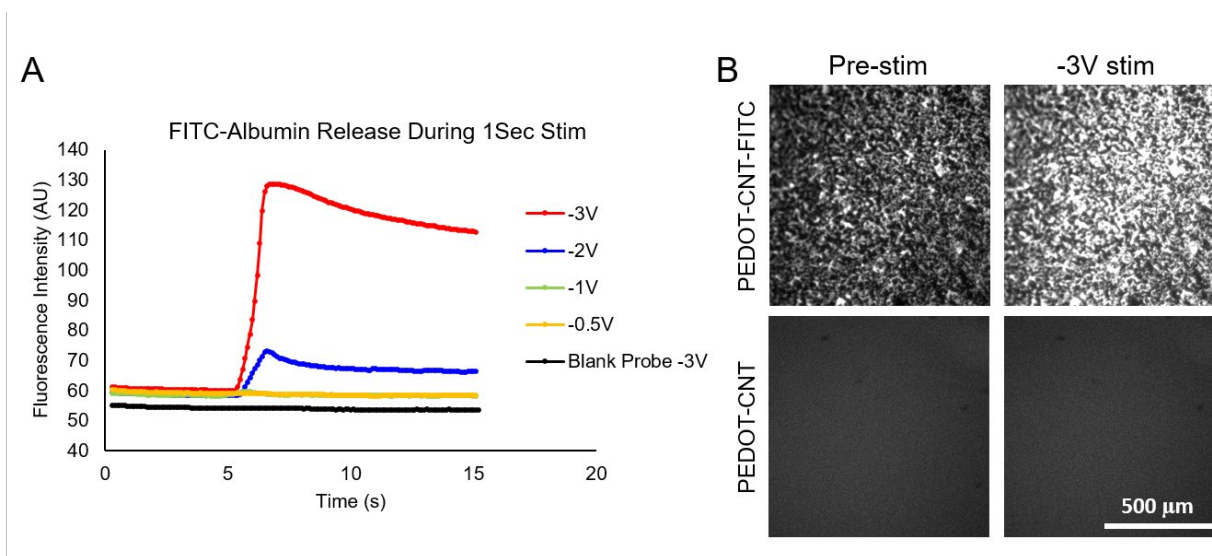 A
FITC-Albumin Release During 1Sec Stim
Fluorescence Intensity (AU)
140
130
120
110
100
90
80
70
60
50
40
0
5
10
15
20
Time (s)
-3V
-2V
-1V
-0.5V
Blank Probe -3V
B
Pre-stim
-3V stim
PEDOT-CNT-FITC
PEDOT-CNT
500 μm